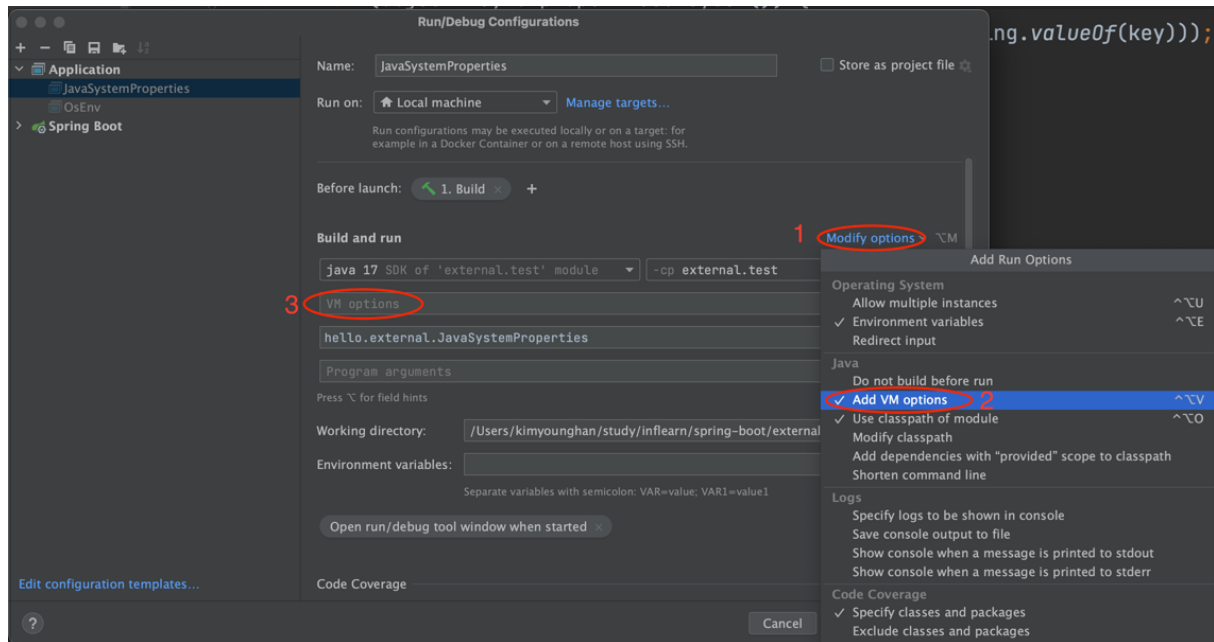 Run/Debug Configurations
ng.valueOf(key)));
Application
JavaSystemProperties
OsEnv
Spring Boot
Edit configuration templates...
?
Name: JavaSystemProperties
Store as project file
Run on: Local machine Manage targets...
Run configurations may be executed locally or on a target: for
example in a Docker Container or on a remote host using SSH.
Before launch: 1. Build × +
Build and run
1 Modify options ⌥M
java 17 SDK of 'external.test' module -cp external.test
3 VM options
hello.external.JavaSystemProperties
Program arguments
Press ⌥ for field hints
Working directory: /Users/kimyounghan/study/inflearn/spring-boot/external
Environment variables:
Separate variables with semicolon: VAR=value; VAR1=value1
Open run/debug tool window when started ×
Code Coverage
Cancel
Add Run Options
Operating System
Allow multiple instances ^⌥U
✓ Environment variables ^⌥E
Redirect input
Java
Do not build before run
✓ Add VM options 2 ^⌥V
✓ Use classpath of module ^⌥O
Modify classpath
Add dependencies with “provided” scope to classpath
Shorten command line
Logs
Specify logs to be shown in console
Save console output to file
Show console when a message is printed to stdout
Show console when a message is printed to stderr
Code Coverage
✓ Specify classes and packages
Exclude classes and packages